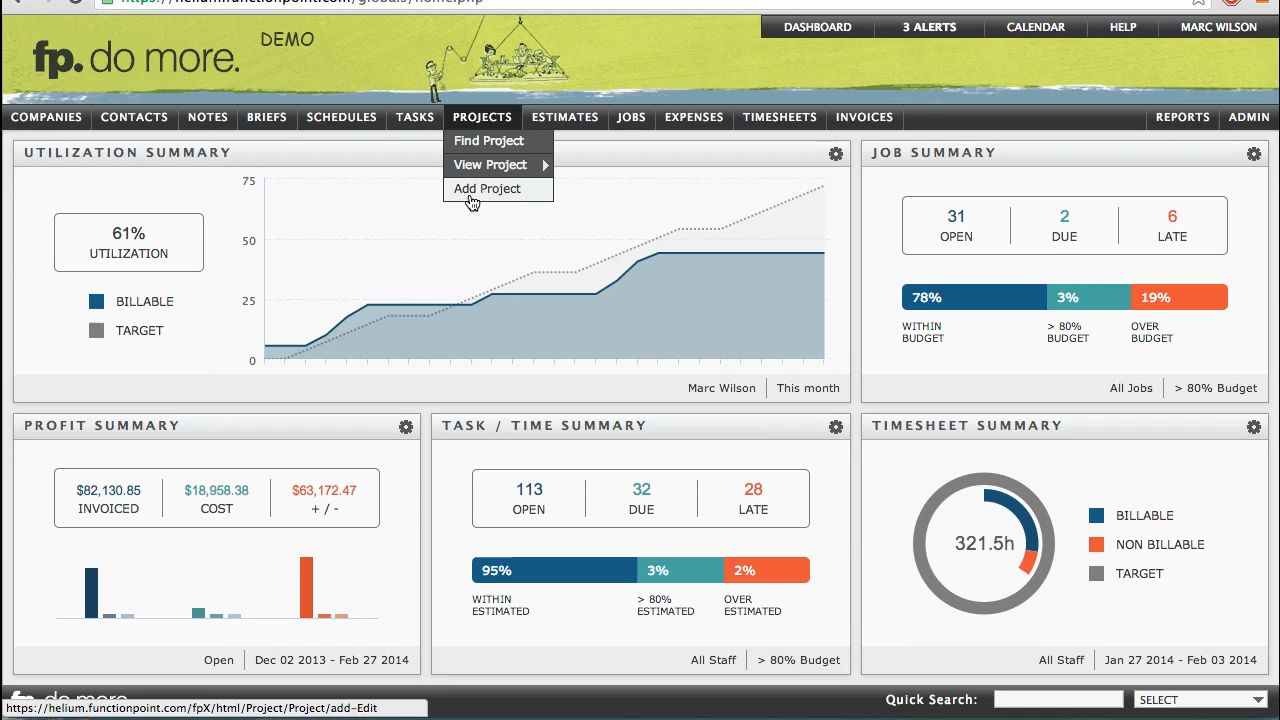 https://helium.functionpoint.com/globals/home.php
DASHBOARD 3 ALERTS CALENDAR HELP MARC WILSON
fp. do more.
DEMO
COMPANIES CONTACTS NOTES BRIEFS SCHEDULES TASKS PROJECTS ESTIMATES JOBS EXPENSES TIMESHEETS INVOICES REPORTS ADMIN
Find Project
View Project
Add Project
UTILIZATION SUMMARY
75
50
25
0
61%
UTILIZATION
BILLABLE
TARGET
Marc Wilson This month
JOB SUMMARY
31 2 6
OPEN DUE LATE
78% 3% 19%
WITHIN > 80% OVER
BUDGET BUDGET BUDGET
All Jobs > 80% Budget
PROFIT SUMMARY
$82,130.85 $18,958.38 $63,172.47
INVOICED COST + / -
Open Dec 02 2013 - Feb 27 2014
TASK / TIME SUMMARY
113 32 28
OPEN DUE LATE
95% 3% 2%
WITHIN > 80% OVER
ESTIMATED ESTIMATED ESTIMATED
All Staff > 80% Budget
TIMESHEET SUMMARY
321.5h
BILLABLE
NON BILLABLE
TARGET
All Staff Jan 27 2014 - Feb 03 2014
fp. do more.
Quick Search: SELECT
https://helium.functionpoint.com/fpX/html/Project/Project/add-Edit